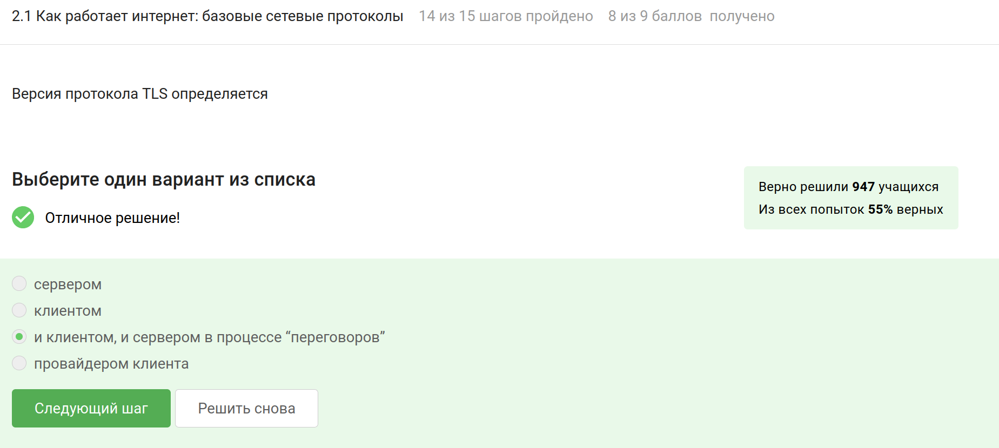 2.1 Как работает интернет: базовые сетевые протоколы 14 из 15 шагов пройдено 8 из 9 баллов получено
Версия протокола TLS определяется
Выберите один вариант из списка
Отличное решение!
Верно решили 947 учащихся
Из всех попыток 55% верных
сервером
клиентом
и клиентом, и сервером в процессе “переговоров”
провайдером клиента
Следующий шаг Решить снова